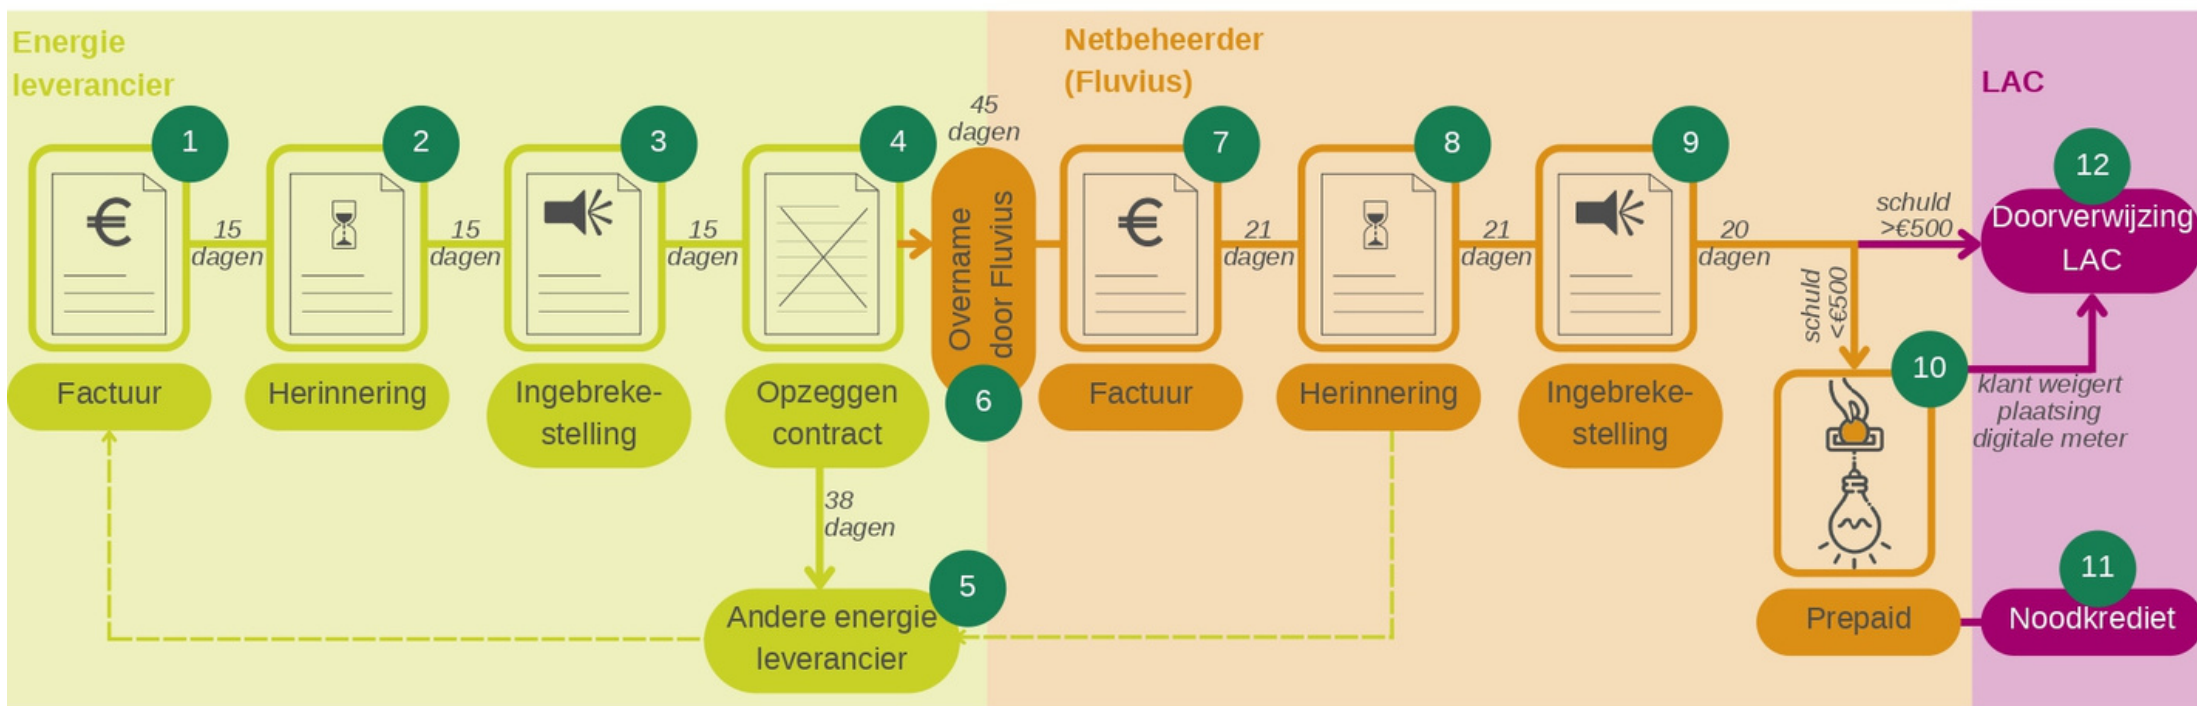 Energie
leverancier
Netbeheerder
(Fluvius)
LAC
1
2
3
4
45
dagen
7
8
9
12
€
15
dagen
15
dagen
15
dagen
Overname
door Fluvius
€
21
dagen
21
dagen
20
dagen
schuld
>€500
Doorverwijzing
LAC
schuld
<€500
Factuur
Herinnering
Ingebreke-
stelling
Opzeggen
contract
6
Factuur
Herinnering
Ingebreke-
stelling
10
klant weigert
plaatsing
digitale meter
38
dagen
5
Andere energie
leverancier
Prepaid
11
Noodkrediet